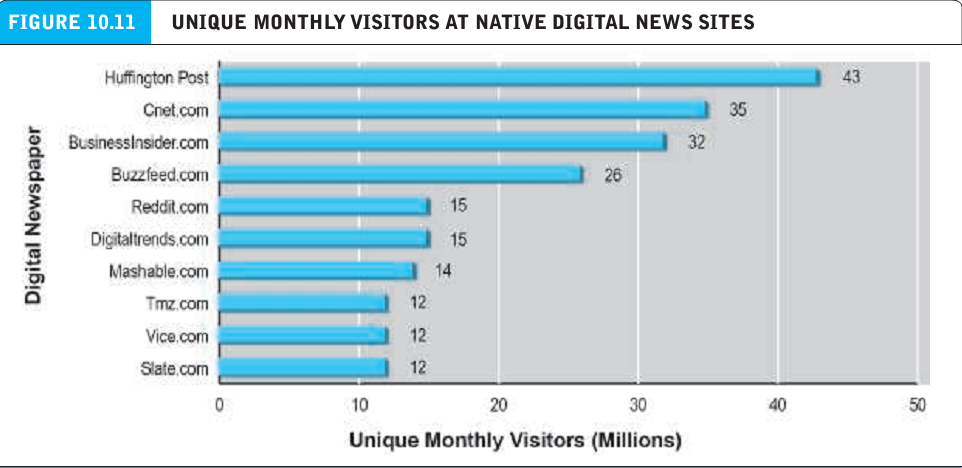 FIGURE 10.11 UNIQUE MONTHLY VISITORS AT NATIVE DIGITAL NEWS SITES
Digital Newspaper
Huffington Post 43
Cnet.com 35
BusinessInsider.com 32
Buzzfeed.com 26
Reddit.com 15
Digitaltrends.com 15
Mashable.com 14
Tmz.com 12
Vice.com 12
Slate.com 12
0 10 20 30 40 50
Unique Monthly Visitors (Millions)